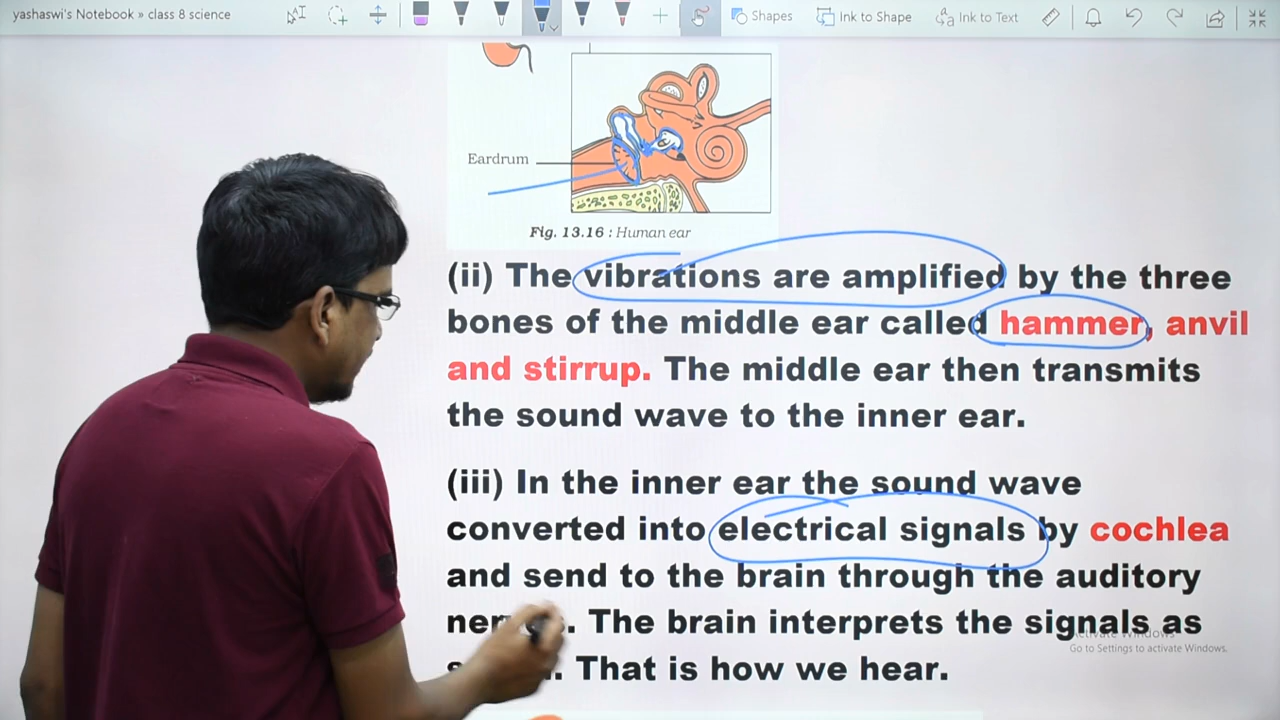 yashaswi's Notebook » class 8 science
Shapes
Ink to Shape
Ink to Text
Eardrum
Fig. 13.16 : Human ear
(ii) The vibrations are amplified by the three
bones of the middle ear called hammer, anvil
and stirrup. The middle ear then transmits
the sound wave to the inner ear.
(iii) In the inner ear the sound wave
converted into electrical signals by cochlea
and send to the brain through the auditory
The brain interprets the signals as
That is how we hear.
Activate Windows
Go to Settings to activate Windows.